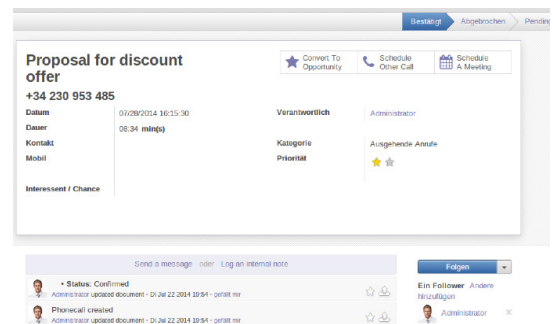 Bestätigt Abgebrochen Pending
Proposal for discount
offer
Convert To
Opportunity
Schedule
Other Call
Schedule
A Meeting
+34 230 953 485
Datum 07/28/2014 16:15:30 Verantwortlich Administrator
Dauer 06:34 min(s)
Kontakt Kategorie Ausgehende Anrufe
Mobil Priorität
Interessent / Chance
Send a message oder Log an internal note
Folgen
• Status: Confirmed
Administrator updated document - Di Jul 22 2014 19:54 - gefällt mir
Ein Follower Andere
hinzufügen
Phonecall created
Administrator updated document - Di Jul 22 2014 19:54 - gefällt mir
Administrator X